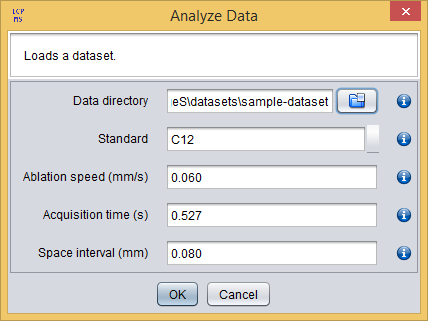 LCP
MS
Analyze Data
Loads a dataset.
Data directory
eS\datasets\sample-dataset
Standard
C12
Ablation speed (mm/s)
0.060
Acquisition time (s)
0.527
Space interval (mm)
0.080
OK
Cancel